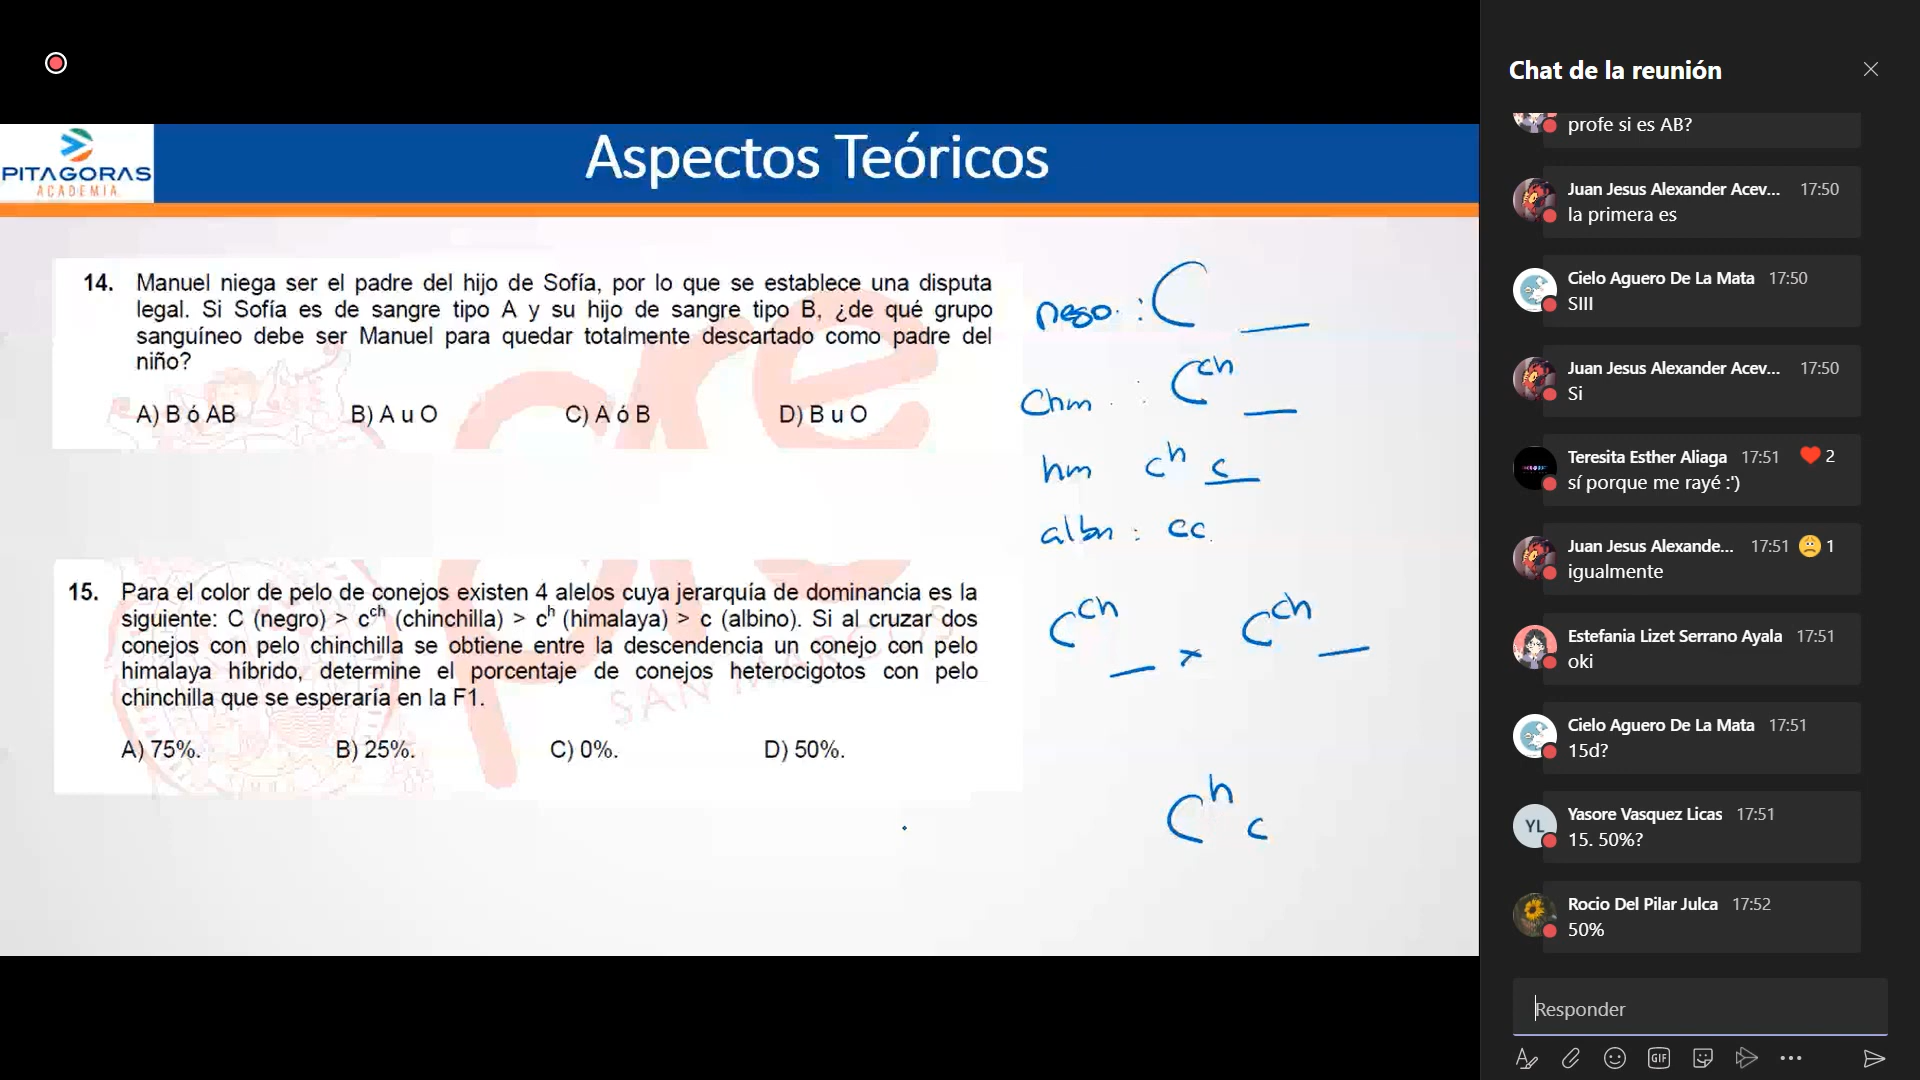 PITAGORAS
ACADEMIA
Aspectos Teóricos
14. Manuel niega ser el padre del hijo de Sofía, por lo que se establece una disputa
legal. Si Sofía es de sangre tipo A y su hijo de sangre tipo B, ¿de qué grupo
sanguíneo debe ser Manuel para quedar totalmente descartado como padre del
niño?
A) B ó AB B) A u O C) A ó B D) B u O
15. Para el color de pelo de conejos existen 4 alelos cuya jerarquía de dominancia es la
siguiente: C (negro) > c^ch (chinchilla) > c^h (himalaya) > c (albino). Si al cruzar dos
conejos con pelo chinchilla se obtiene entre la descendencia un conejo con pelo
himalaya híbrido, determine el porcentaje de conejos heterocigotos con pelo
chinchilla que se esperaría en la F1.
A) 75%. B) 25%. C) 0%. D) 50%.
pre
SAN MARCOS
: C __
Chm : C^ch __
hm c^h c
albn : cc.
C^ch __ x C^ch __
C^h c
Chat de la reunión
profe si es AB?
Juan Jesus Alexander Acev... 17:50
la primera es
Cielo Aguero De La Mata 17:50
SIII
Juan Jesus Alexander Acev... 17:50
Si
Teresita Esther Aliaga 17:51 2
sí porque me rayé :')
Juan Jesus Alexande... 17:51 1
igualmente
Estefania Lizet Serrano Ayala 17:51
oki
Cielo Aguero De La Mata 17:51
15d?
YL
Yasore Vasquez Licas 17:51
15. 50%?
Rocio Del Pilar Julca 17:52
50%
Responder
GIF